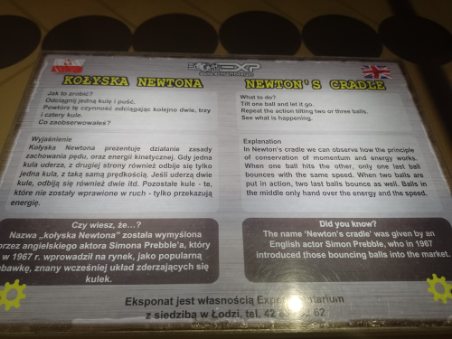 KOŁYSKA NEWTONA
Jak to zrobić?
Odciągnij jedną kulę i puść.
Powtórz tę czynność odciągając kolejno dwie, trzy
i cztery kule.
Co zaobserwowałeś?
Wyjaśnienie
Kołyska Newtona prezentuje działania zasady
zachowania pędu, oraz energii kinetycznej. Gdy jedna
kula uderza, z drugiej strony również odbije się tylko
jedna, z taką samą prędkością. Jeśli uderzą dwie
kule, odbiją się również dwie itd. Pozostałe kule - te,
które nie zostały wprawione w ruch - tylko przekazują
energię.
Czy wiesz, że...?
Nazwa „kołyska Newtona" została wymyślona
przez angielskiego aktora Simona Prebble'a, który
w 1967 r. wprowadził na rynek, jako popularną
zabawkę, znany wcześniej układ zderzających się
kulek.
NEWTON'S CRADLE
What to do?
Tilt one ball and let it go.
Repeat the action tilting two or three balls.
See what is happening.
Explanation
In Newton's cradle we can observe how the principle
of conservation of momentum and energy works.
When one ball hits the other, only one last ball
bounces with the same speed. When two balls are
put in action, two last balls bounce as well. Balls in
the middle only hand over the energy and the speed.
Did you know?
The name 'Newton's cradle' was given by an
English actor Simon Prebble, who in 1967
introduced those bouncing balls into the market.
Eksponat jest własnością
z siedzibą w Łodzi, tel. 42 62